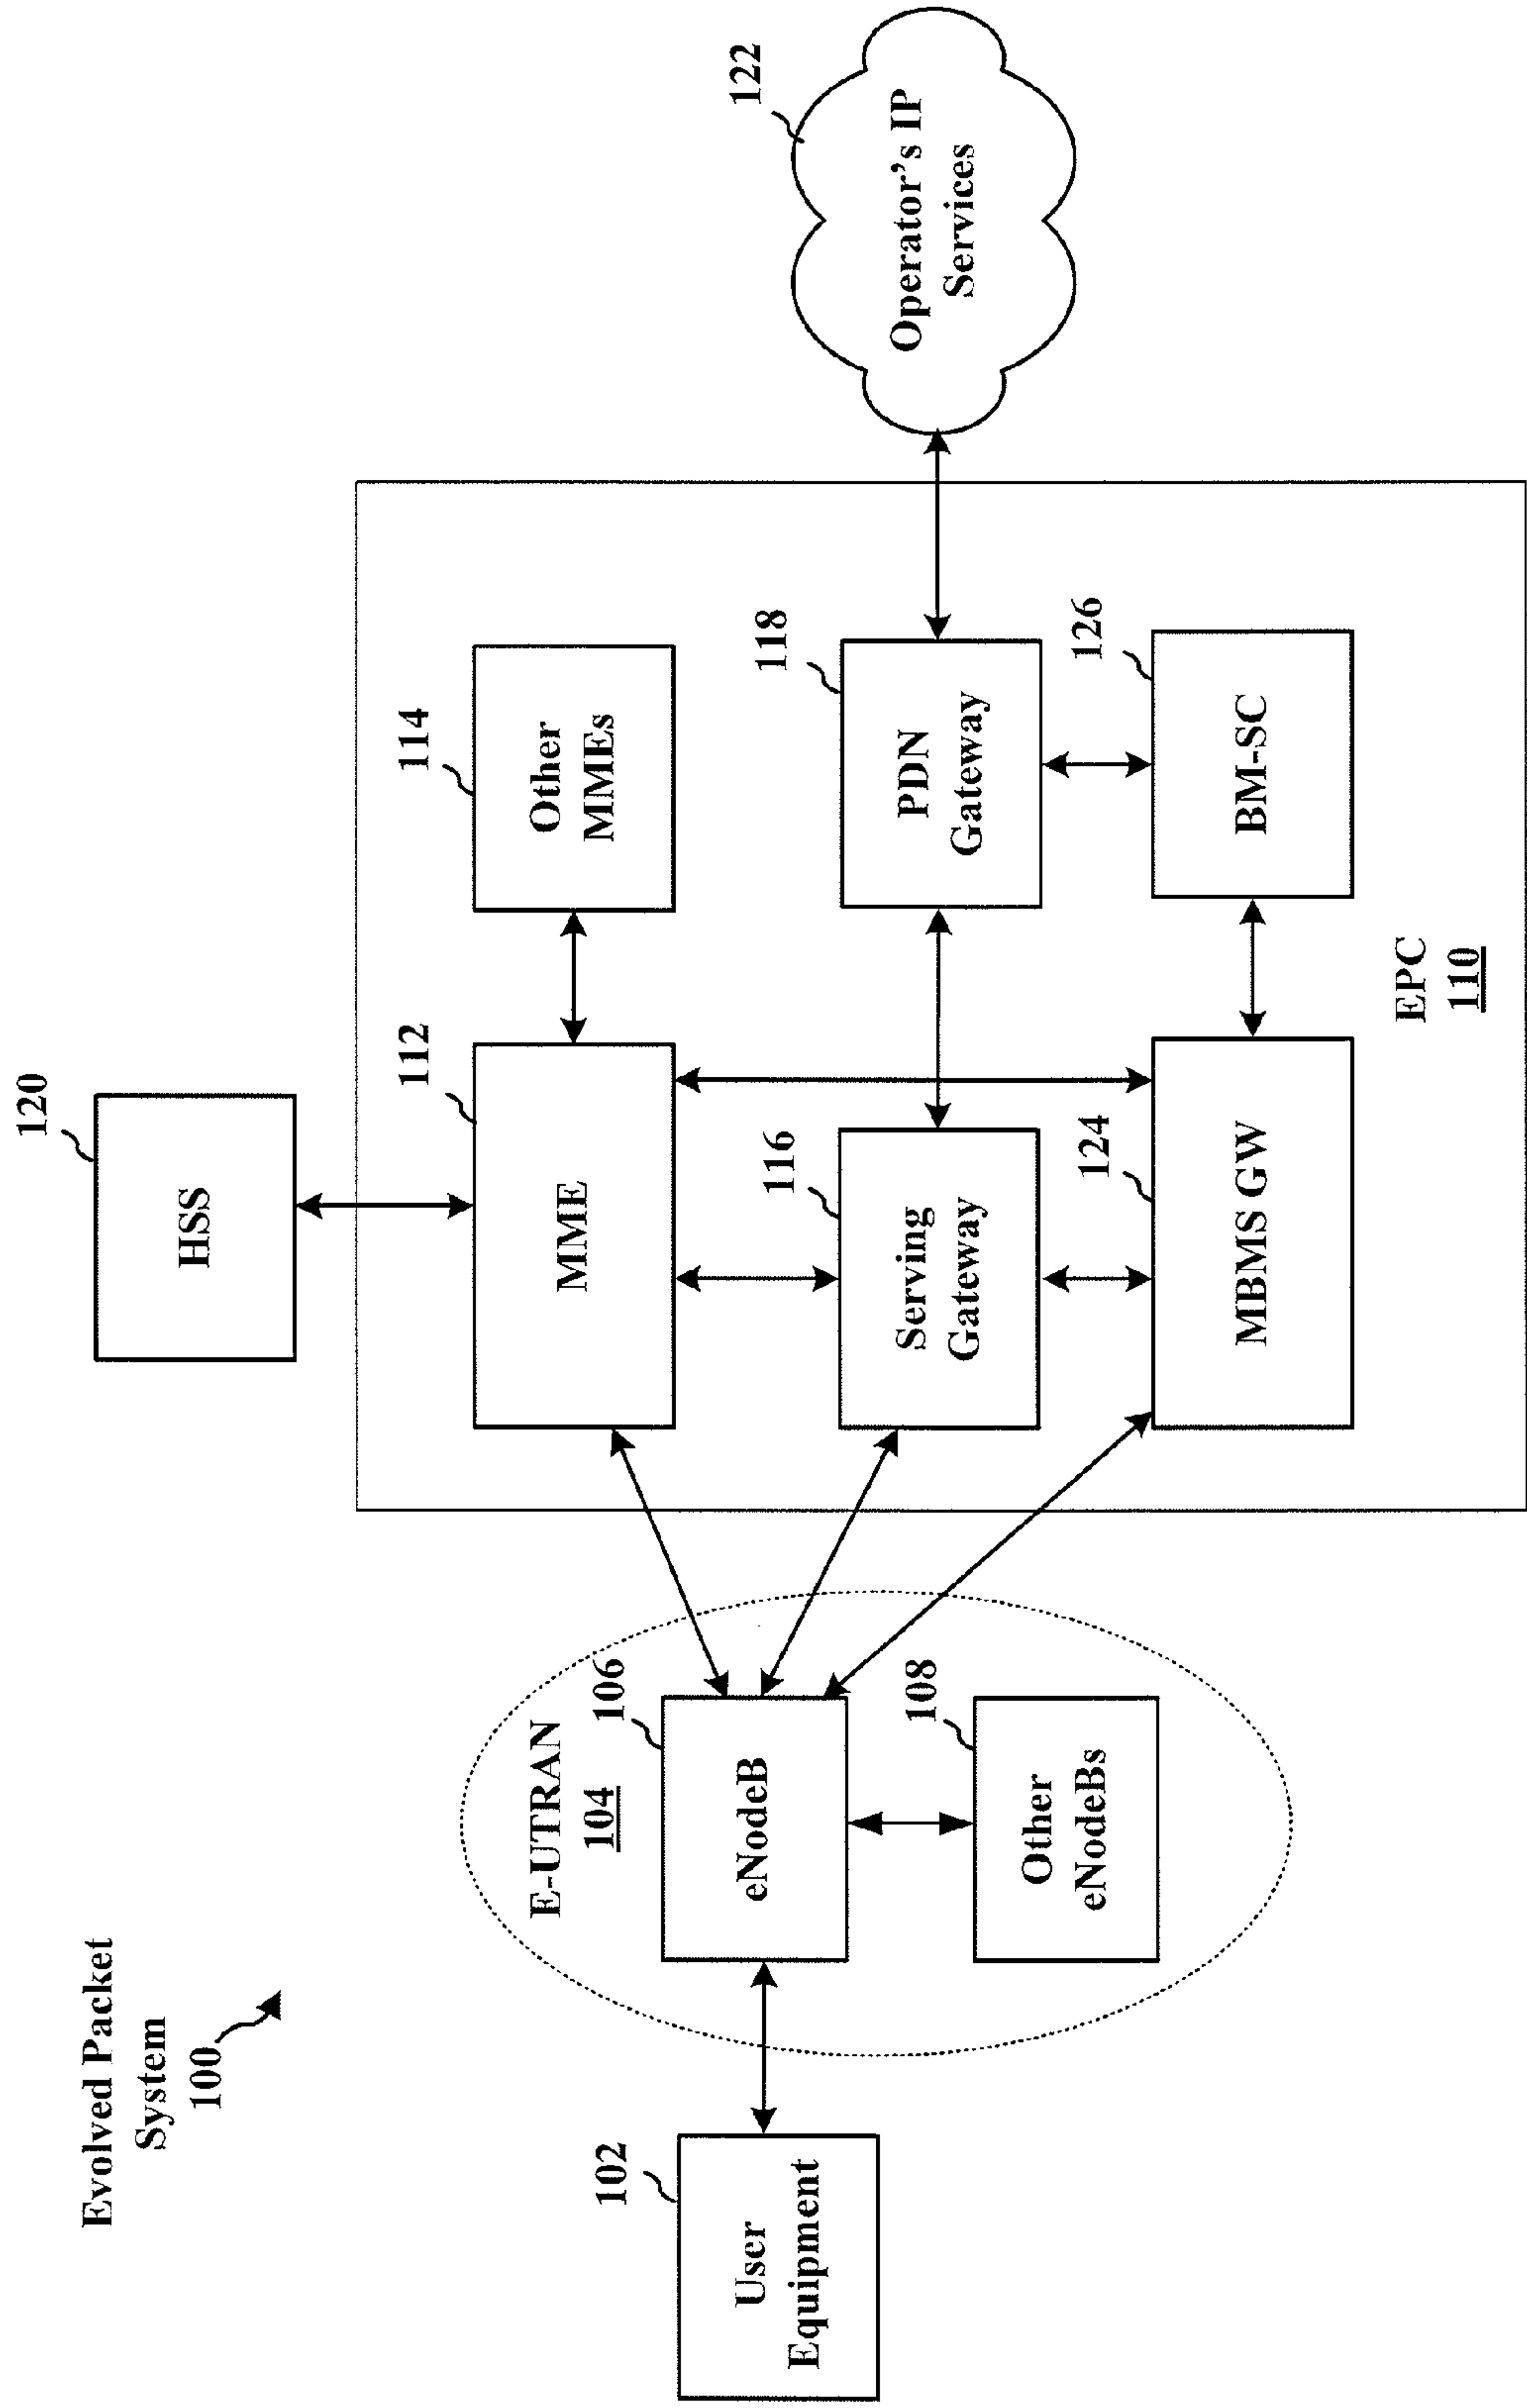 Evolved Packet
System
100
102
User
Equipment
E-UTRAN
104
106
eNodeB
108
Other
eNodeBs
120
HSS
112
MME
114
Other
MMEs
116
Serving
Gateway
118
PDN
Gateway
124
MBMS GW
126
BM-SC
EPC
110
122
Operator's IP
Services